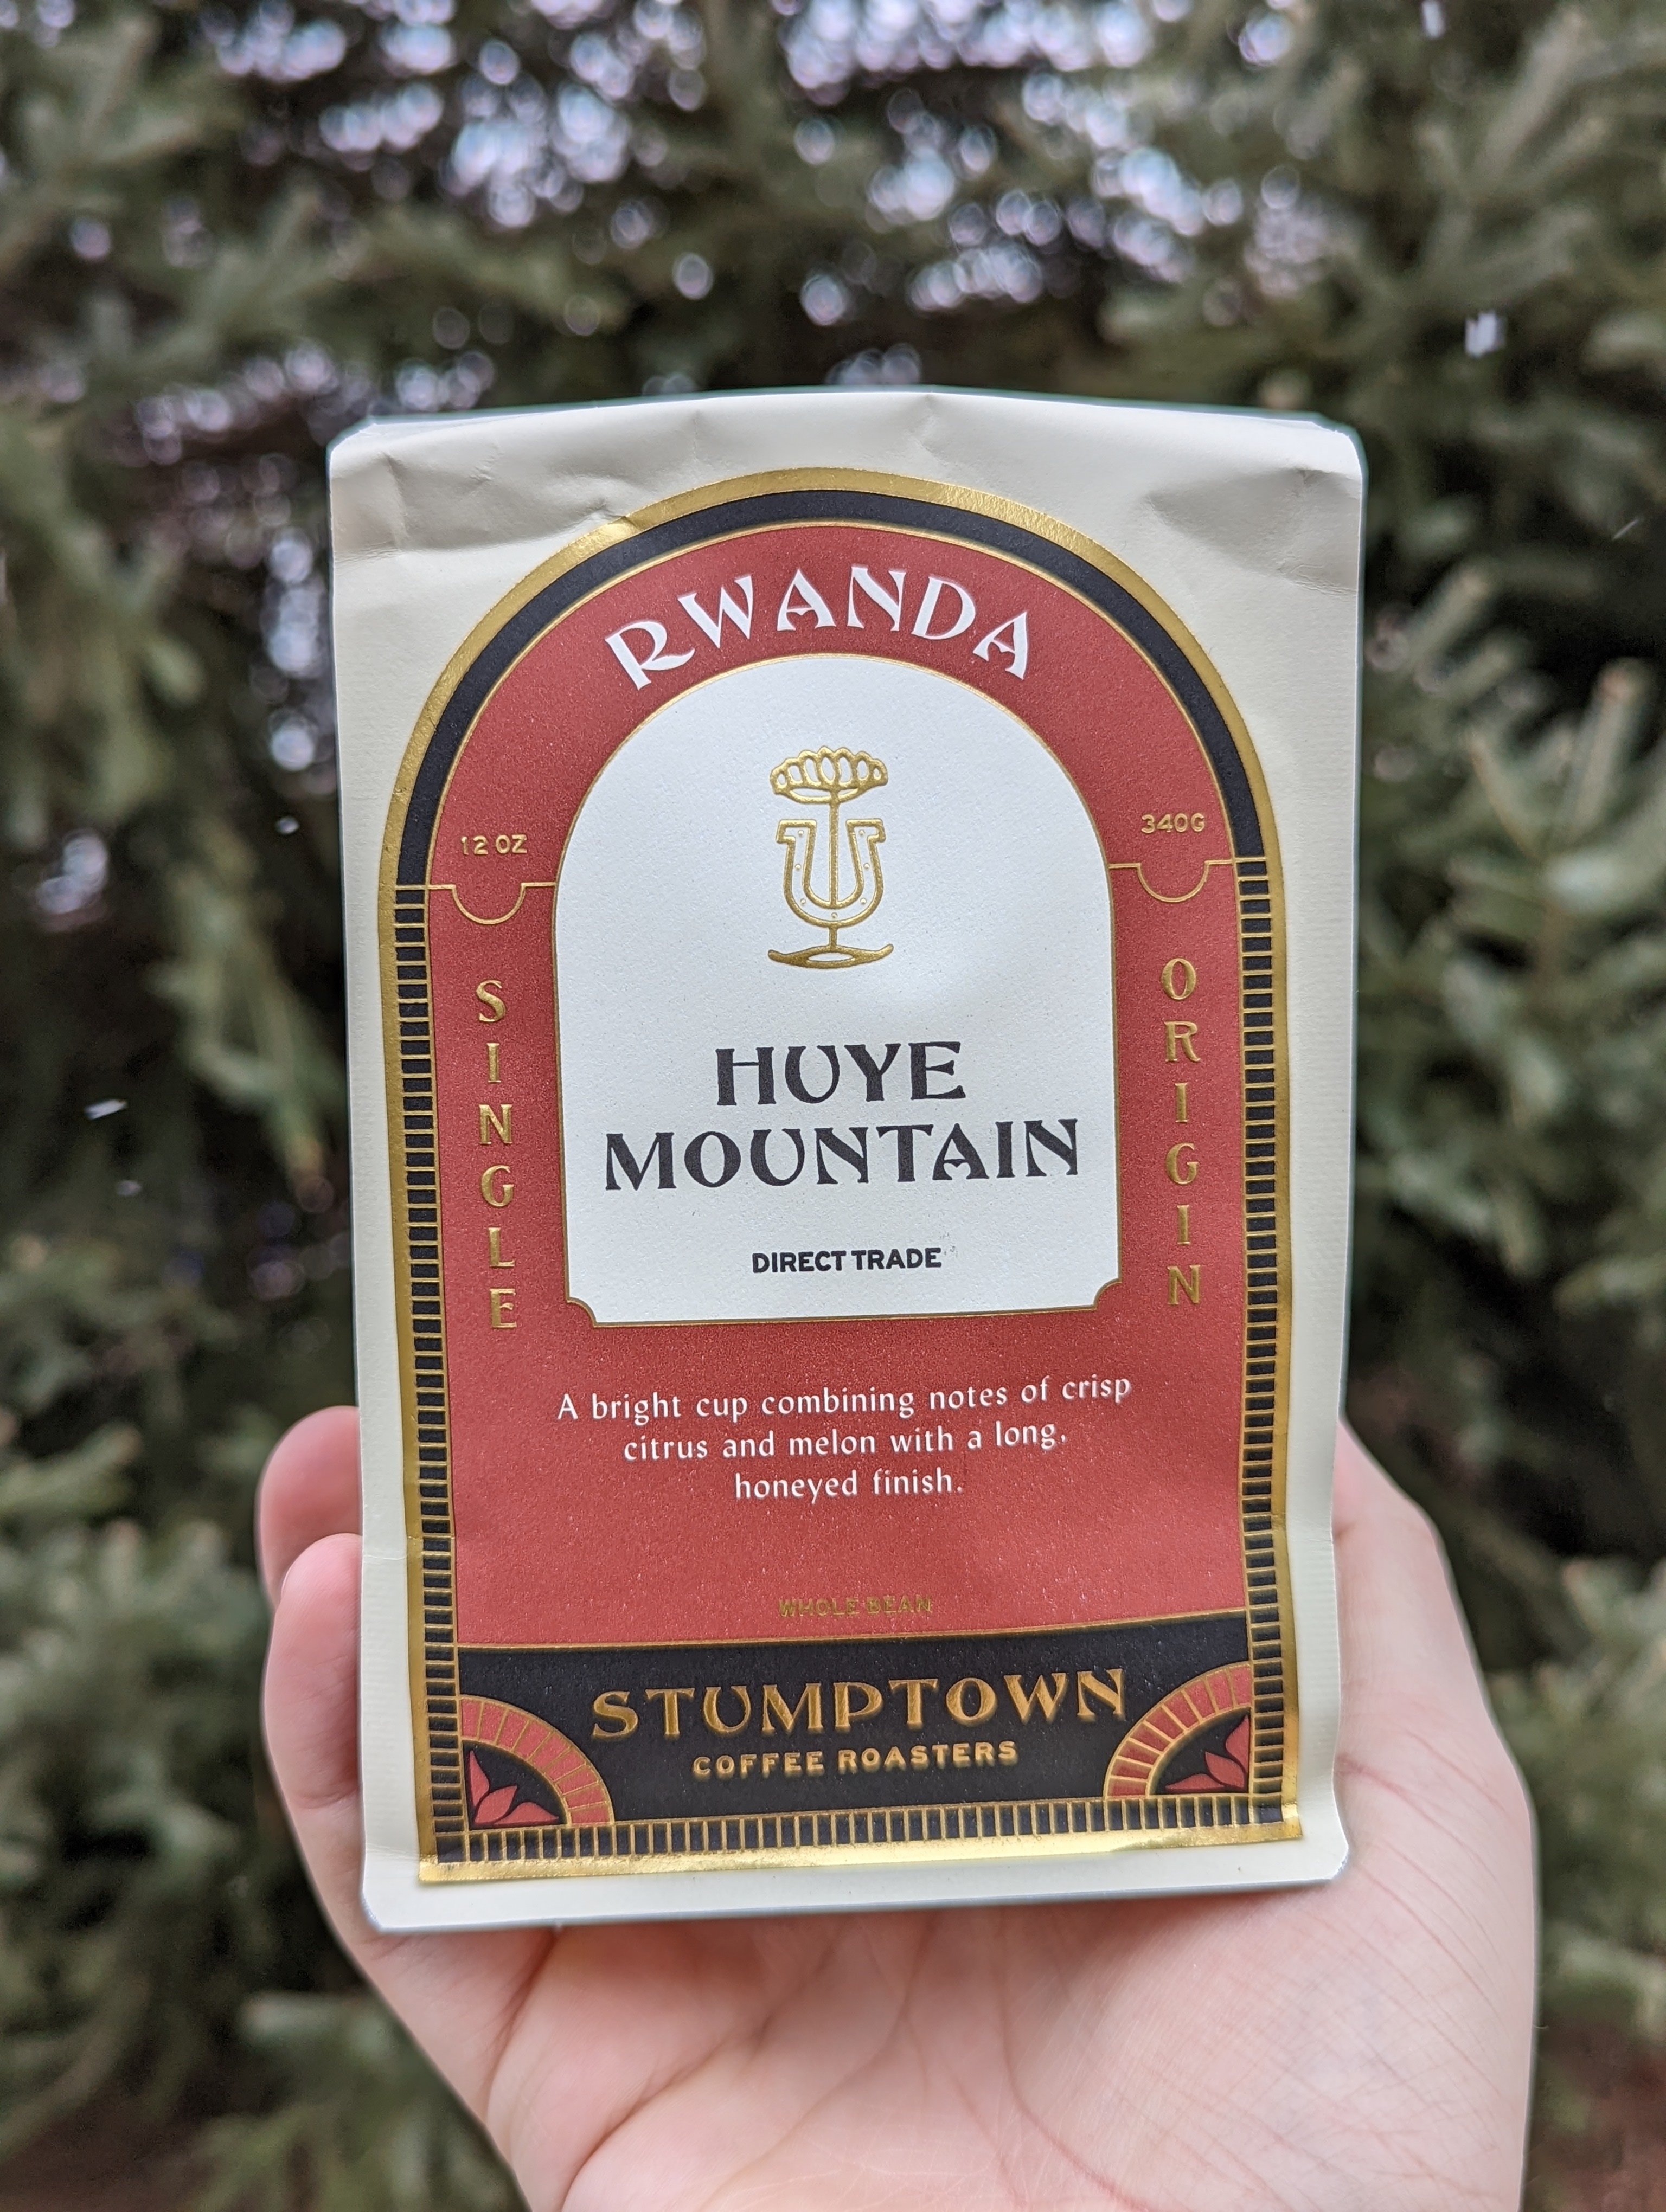 RWANDA
12 OZ
340G
SINGLE
ORIGIN
HUYE
MOUNTAIN
DIRECT TRADE
A bright cup combining notes of crisp
citrus and melon with a long,
honeyed finish.
WHOLE BEAN
STUMPTOWN
COFFEE ROASTERS